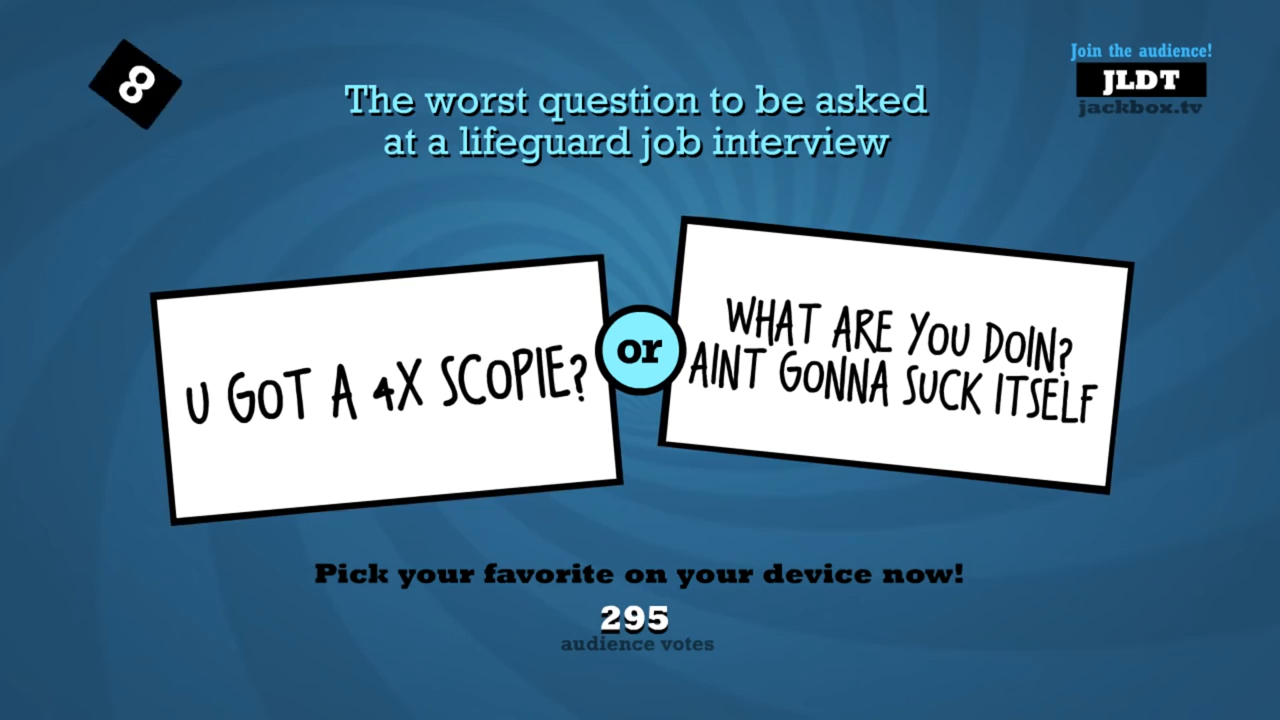 8
Join the audience!
JLDT
jackbox.tv
The worst question to be asked
at a lifeguard job interview
U GOT A 4X SCOPIE?
or
WHAT ARE YOU DOIN?
AINT GONNA SUCK ITSELF
Pick your favorite on your device now!
295
audience votes